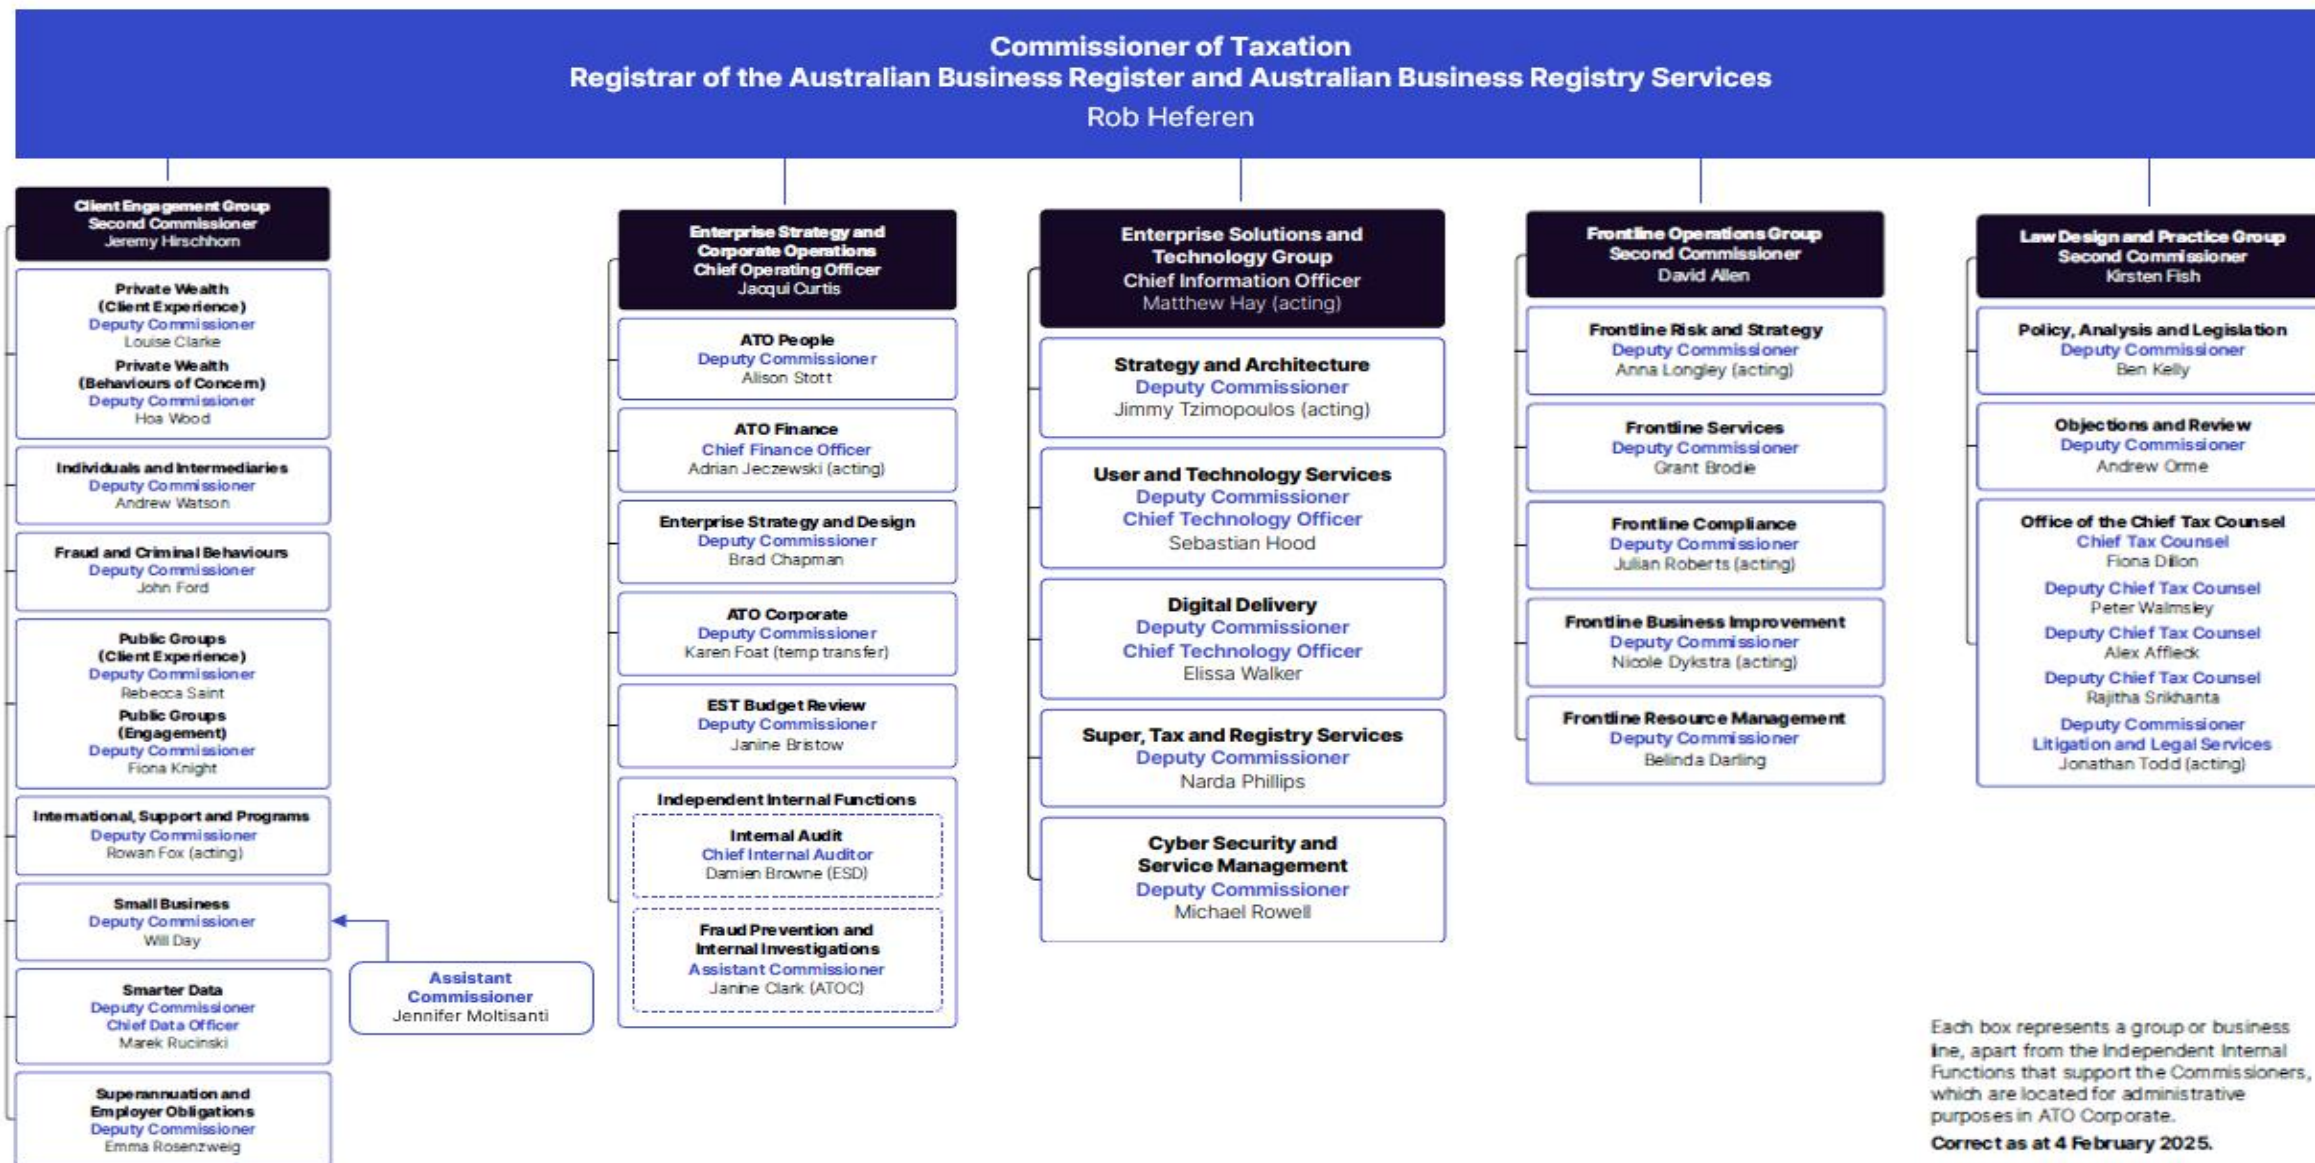 Commissioner of Taxation
Registrar of the Australian Business Register and Australian Business Registry Services
Rob Heferen
Client Engagement Group
Second Commissioner
Jeremy Hirschhorn
Private Wealth
(Client Experience)
Deputy Commissioner
Louise Clarke
Private Wealth
(Behaviours of Concern)
Deputy Commissioner
Hoa Wood
Individuals and Intermediaries
Deputy Commissioner
Andrew Watson
Fraud and Criminal Behaviours
Deputy Commissioner
John Ford
Public Groups
(Client Experience)
Deputy Commissioner
Rebecca Saint
Public Groups
(Engagement)
Deputy Commissioner
Fiona Knight
International, Support and Programs
Deputy Commissioner
Rowan Fox (acting)
Small Business
Deputy Commissioner
Will Day
Smarter Data
Deputy Commissioner
Chief Data Officer
Marek Rucinski
Superannuation and
Employer Obligations
Deputy Commissioner
Emma Rosenzweig
Assistant
Commissioner
Jennifer Moltisanti
Enterprise Strategy and
Corporate Operations
Chief Operating Officer
Jacqui Curtis
ATO People
Deputy Commissioner
Alison Stott
ATO Finance
Chief Finance Officer
Adrian Jeczewski (acting)
Enterprise Strategy and Design
Deputy Commissioner
Brad Chapman
ATO Corporate
Deputy Commissioner
Karen Foat (temp transfer)
EST Budget Review
Deputy Commissioner
Janine Bristow
Independent Internal Functions
Internal Audit
Chief Internal Auditor
Damien Browne (ESD)
Fraud Prevention and
Internal Investigations
Assistant Commissioner
Janine Clark (ATOC)
Enterprise Solutions and
Technology Group
Chief Information Officer
Matthew Hay (acting)
Strategy and Architecture
Deputy Commissioner
Jimmy Tzimopoulos (acting)
User and Technology Services
Deputy Commissioner
Chief Technology Officer
Sebastian Hood
Digital Delivery
Deputy Commissioner
Chief Technology Officer
Elissa Walker
Super, Tax and Registry Services
Deputy Commissioner
Narda Phillips
Cyber Security and
Service Management
Deputy Commissioner
Michael Rowell
Frontline Operations Group
Second Commissioner
David Allen
Frontline Risk and Strategy
Deputy Commissioner
Anna Longley (acting)
Frontline Services
Deputy Commissioner
Grant Brodie
Frontline Compliance
Deputy Commissioner
Julian Roberts (acting)
Frontline Business Improvement
Deputy Commissioner
Nicole Dykstra (acting)
Frontline Resource Management
Deputy Commissioner
Belinda Darling
Law Design and Practice Group
Second Commissioner
Kirsten Fish
Policy, Analysis and Legislation
Deputy Commissioner
Ben Kelly
Objections and Review
Deputy Commissioner
Andrew Orme
Office of the Chief Tax Counsel
Chief Tax Counsel
Fiona Dillon
Deputy Chief Tax Counsel
Peter Walmsley
Deputy Chief Tax Counsel
Alex Affleck
Deputy Chief Tax Counsel
Rajitha Srikhanta
Deputy Commissioner
Litigation and Legal Services
Jonathan Todd (acting)
Each box represents a group or business
line, apart from the Independent Internal
Functions that support the Commissioners,
which are located for administrative
purposes in ATO Corporate.
Correct as at 4 February 2025.